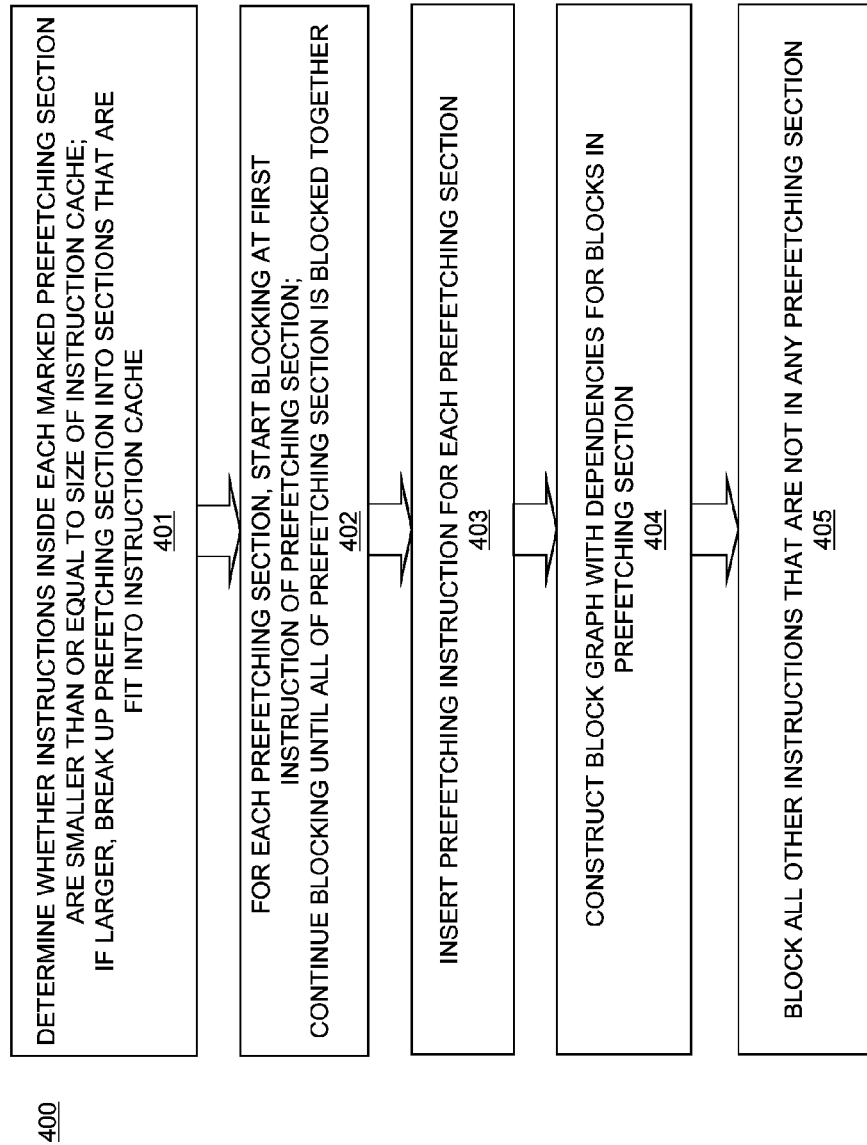 400
DETERMINE WHETHER INSTRUCTIONS INSIDE EACH MARKED PREFETCHING SECTION
ARE SMALLER THAN OR EQUAL TO SIZE OF INSTRUCTION CACHE;
IF LARGER, BREAK UP PREFETCHING SECTION INTO SECTIONS THAT ARE
FIT INTO INSTRUCTION CACHE
401
FOR EACH PREFETCHING SECTION, START BLOCKING AT FIRST
INSTRUCTION OF PREFETCHING SECTION;
CONTINUE BLOCKING UNTIL ALL OF PREFETCHING SECTION IS BLOCKED TOGETHER
402
INSERT PREFETCHING INSTRUCTION FOR EACH PREFETCHING SECTION
403
CONSTRUCT BLOCK GRAPH WITH DEPENDENCIES FOR BLOCKS IN
PREFETCHING SECTION
404
BLOCK ALL OTHER INSTRUCTIONS THAT ARE NOT IN ANY PREFETCHING SECTION
405